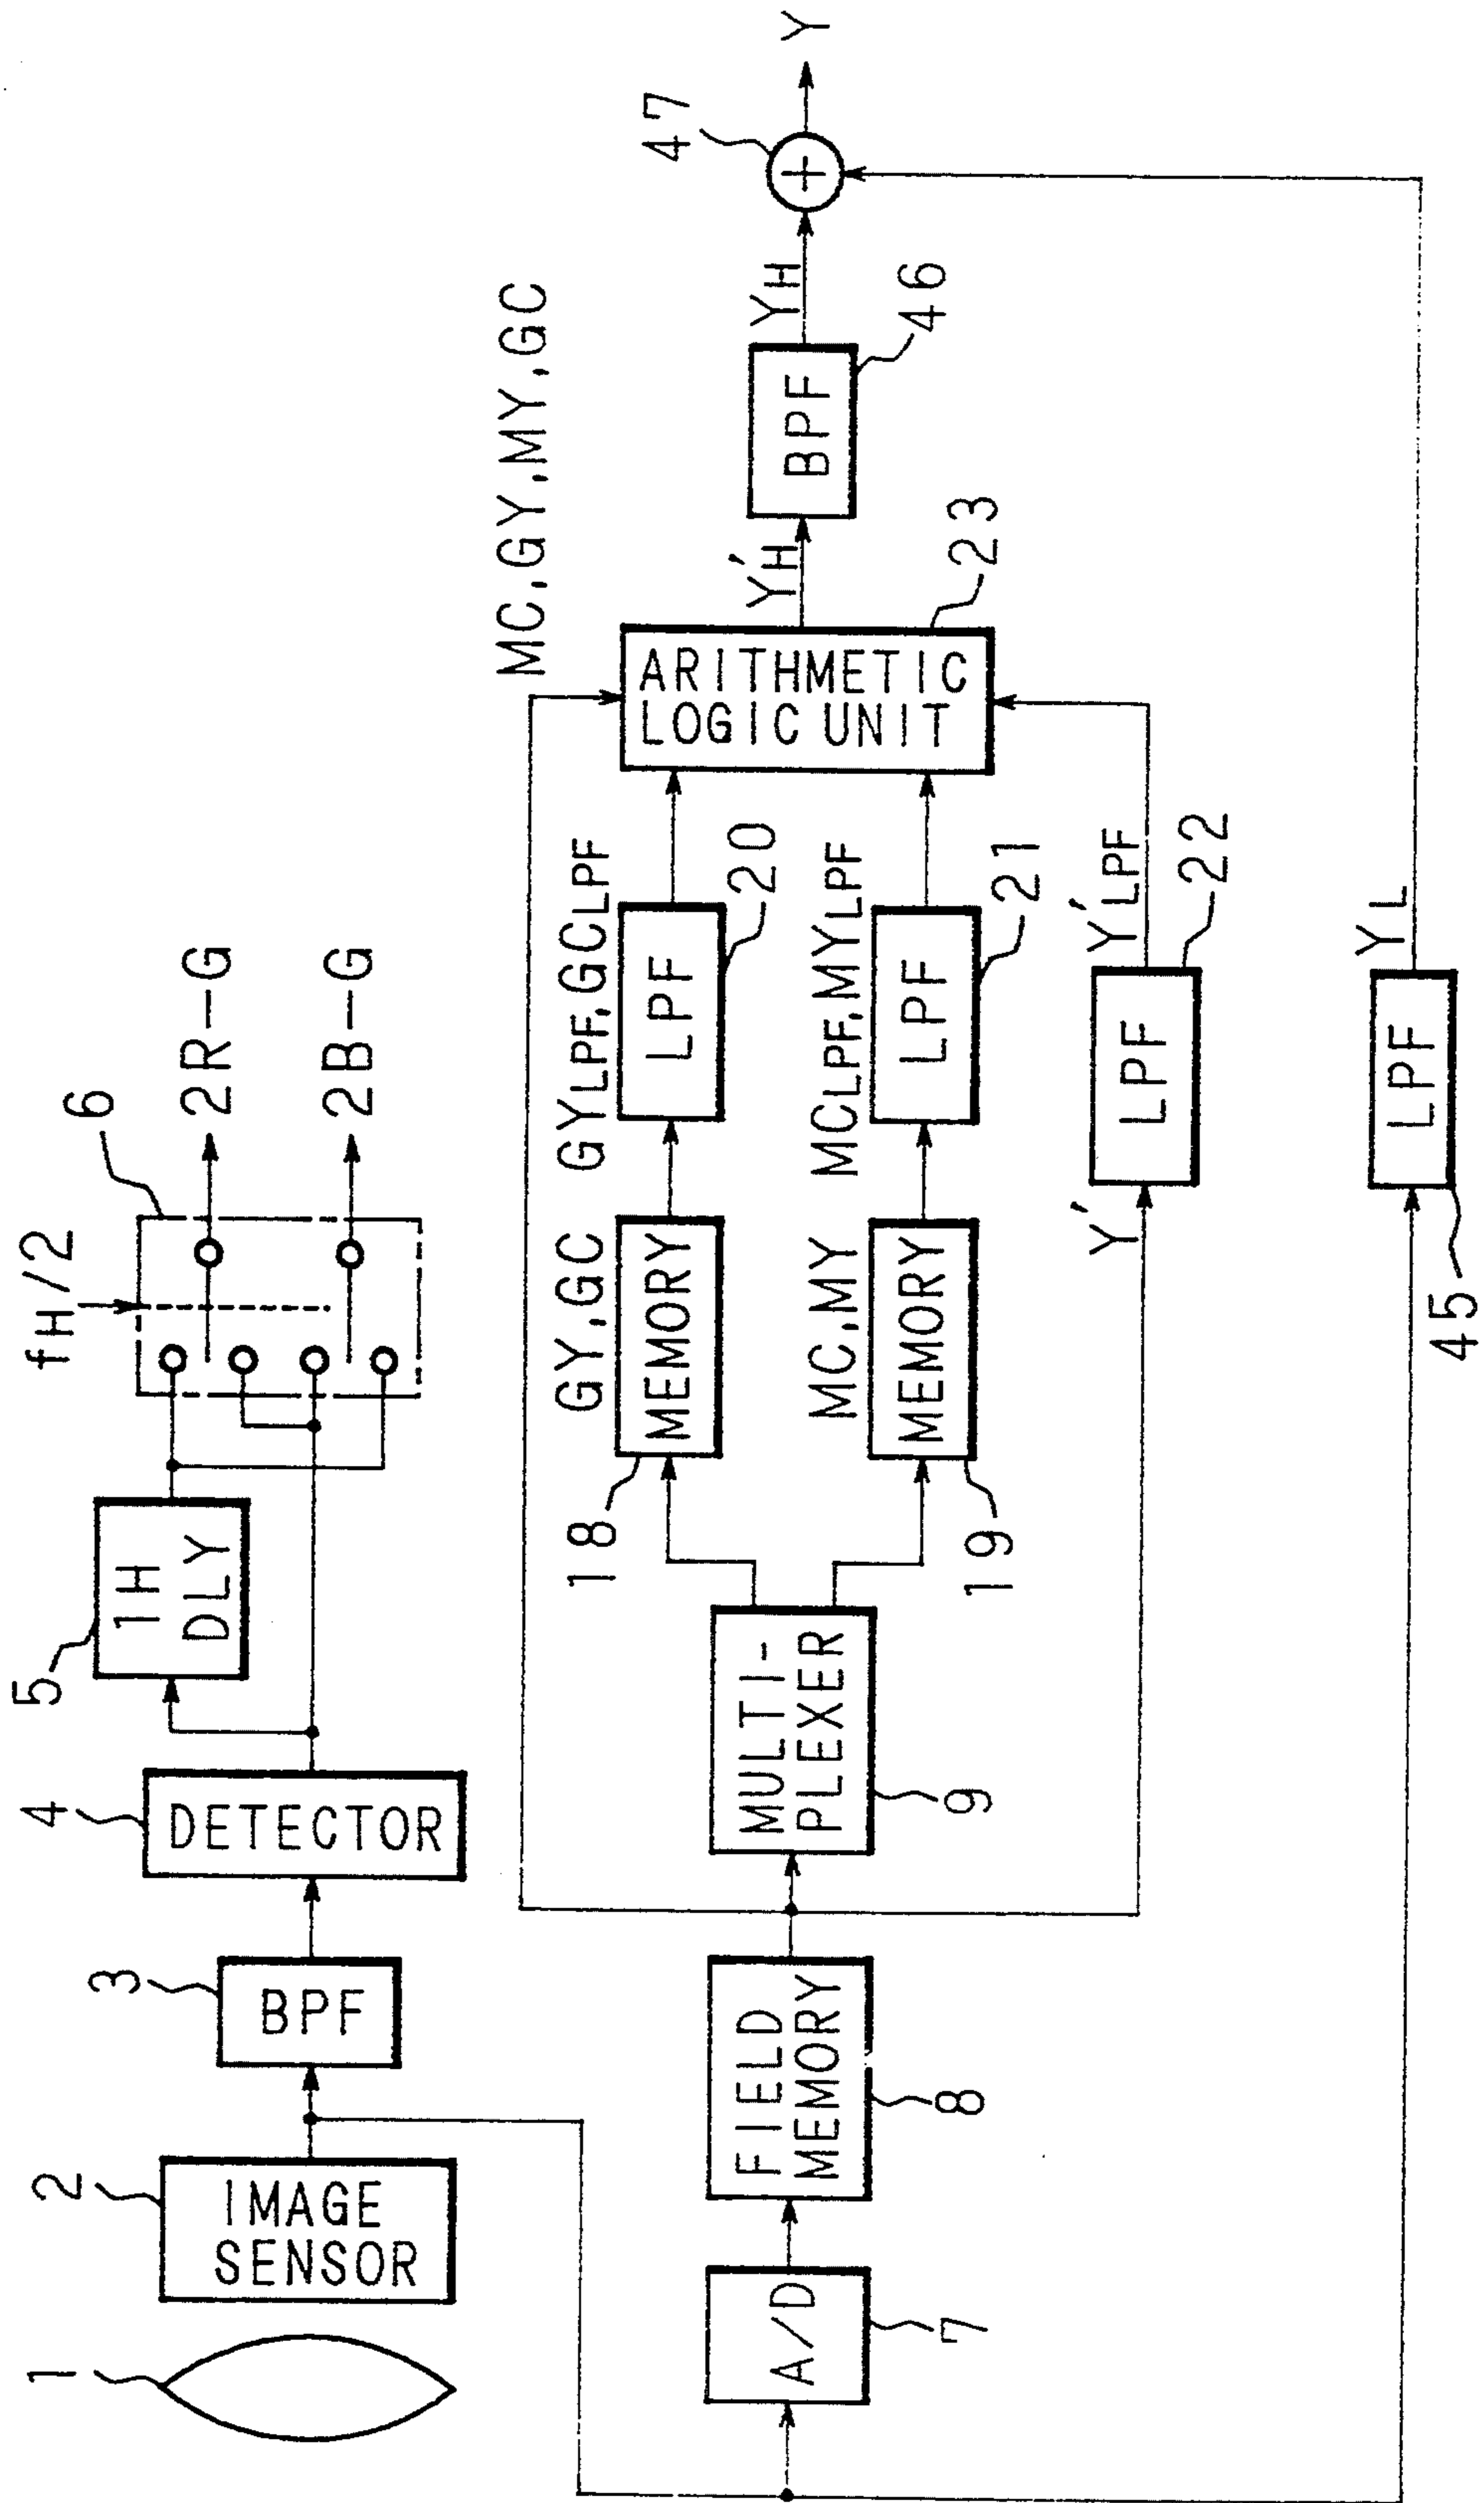 1
2
IMAGE
SENSOR
3
BPF
4
DETECTOR
5
1H
DLY
fH/2
6
2R-G
2B-G
A/D
7
FIELD
MEMORY
8
MULTI-
PLEXER
9
18
MEMORY
GY,GC
GYLPF,GCLPF
LPF
20
19
MEMORY
MC,MY
MCLPF,MYLPF
LPF
21
Y'
LPF
Y'LPF
22
MC,GY,MY,GC
ARITHMETIC
LOGIC UNIT
23
Y'H
BPF
46
YH
47
+
Y
45
LPF
YL